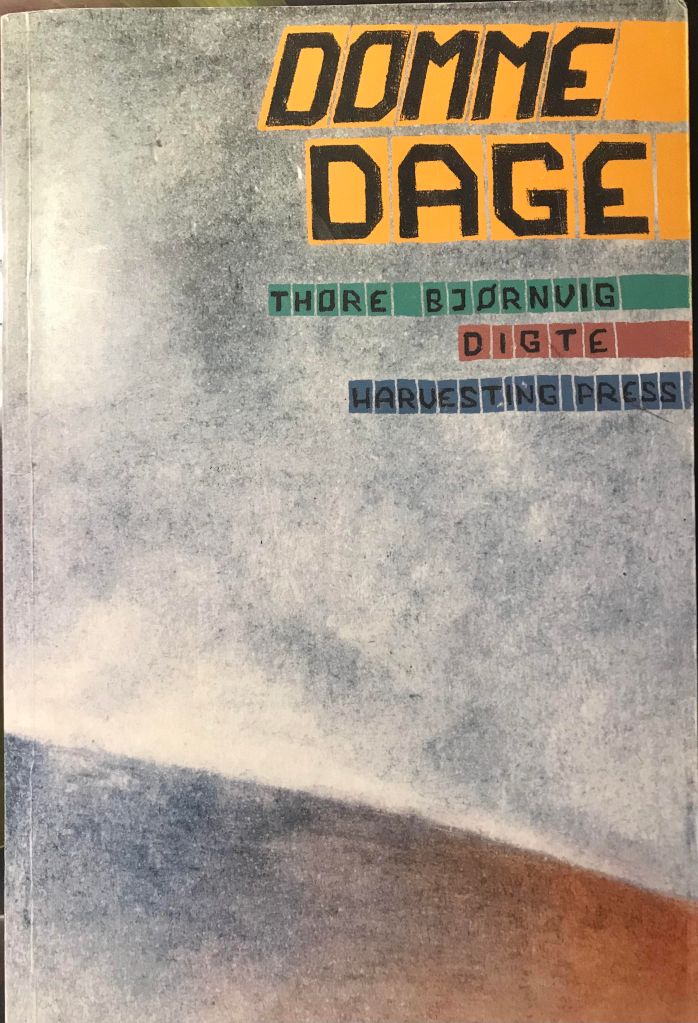 DOMME
DAGE
THORE BJØRNVIG
DIGTE
HARVESTING PRESS